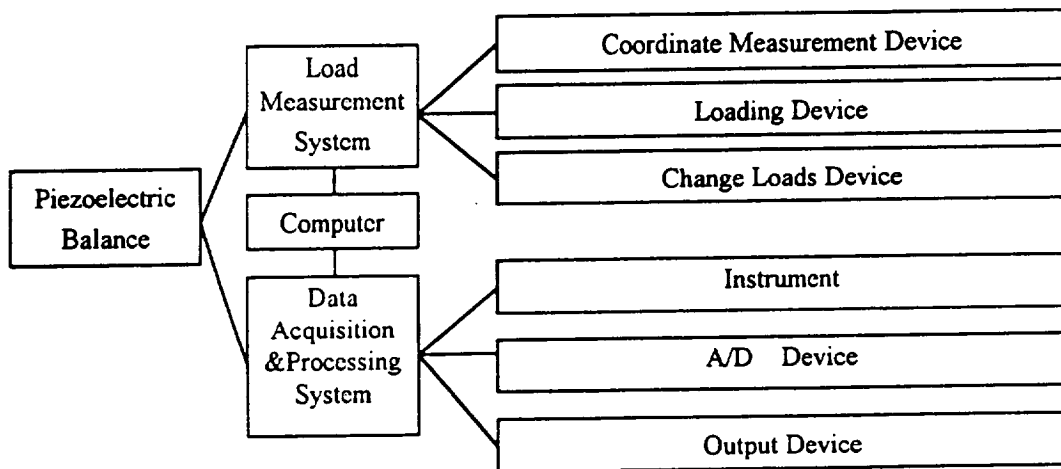 Piezoelectric
Balance
Load
Measurement
System
Computer
Data
Acquisition
&Processing
System
Coordinate Measurement Device
Loading Device
Change Loads Device
Instrument
A/D Device
Output Device